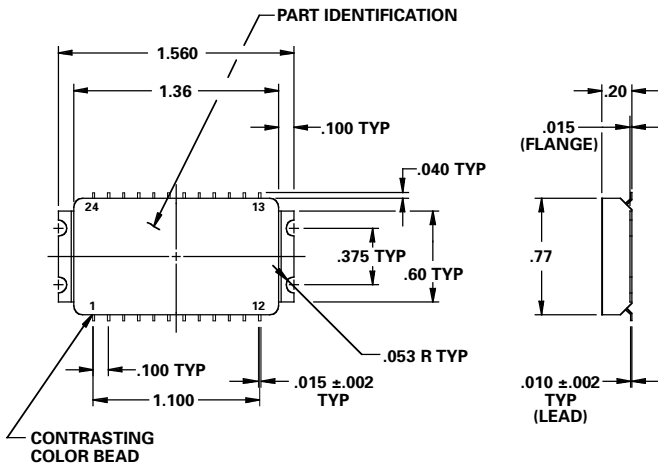 PART IDENTIFICATION
1.560
1.36
.20
.100 TYP
.015
(FLANGE)
.040 TYP
24
13
.375 TYP
.60 TYP
.77
1
12
.053 R TYP
.100 TYP
.015 ±.002
TYP
.010 ±.002
TYP
(LEAD)
1.100
CONTRASTING
COLOR BEAD